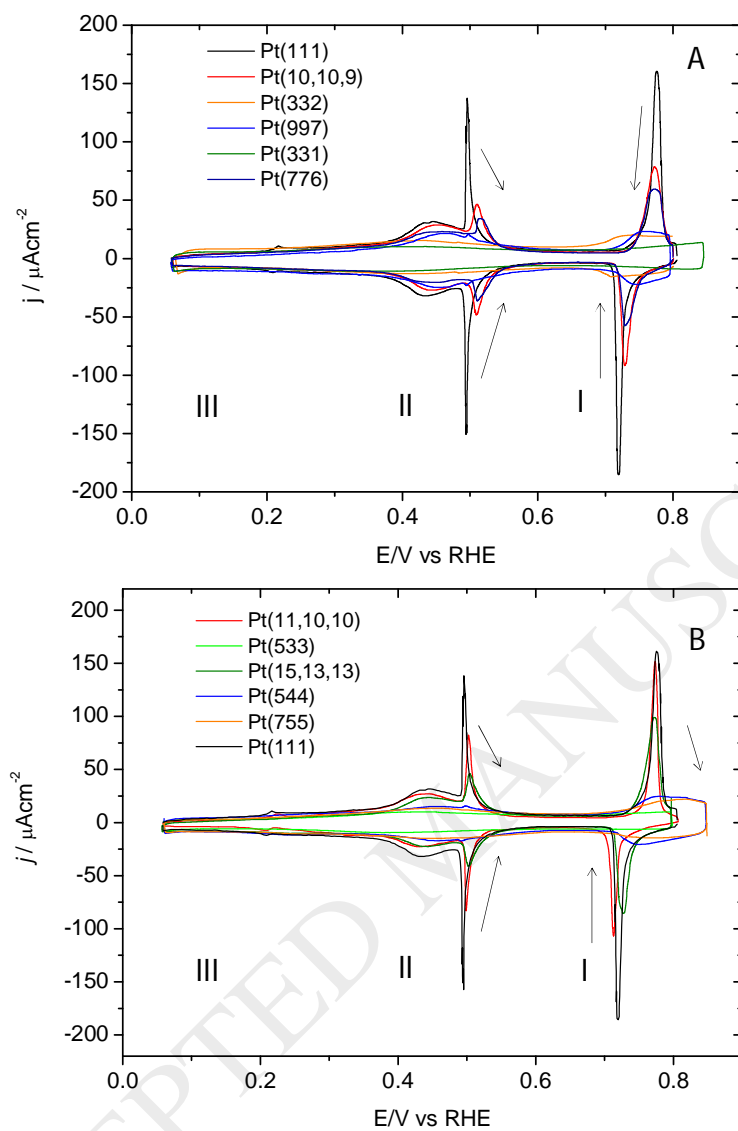 200
150
100
50
0
-50
-100
-150
-200
j / μAcm⁻²
Pt(111)
Pt(10,10,9)
Pt(332)
Pt(997)
Pt(331)
Pt(776)
A
III
II
I
0.0 0.2 0.4 0.6 0.8
E/V vs RHE
200
150
100
50
0
-50
-100
-150
-200
j / μAcm⁻²
Pt(11,10,10)
Pt(533)
Pt(15,13,13)
Pt(544)
Pt(755)
Pt(111)
B
III
II
I
0.0 0.2 0.4 0.6 0.8
E/V vs RHE
EPTED MANUSC